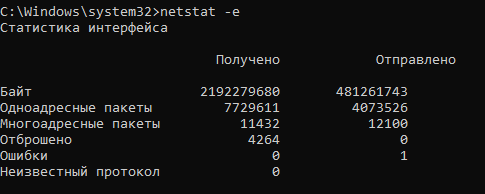 C:\Windows\system32>netstat -e
Статистика интерфейса
Получено Отправлено
Байт 2192279680 481261743
Одноадресные пакеты 7729611 4073526
Многоадресные пакеты 11432 12100
Отброшено 4264 0
Ошибки 0 1
Неизвестный протокол 0